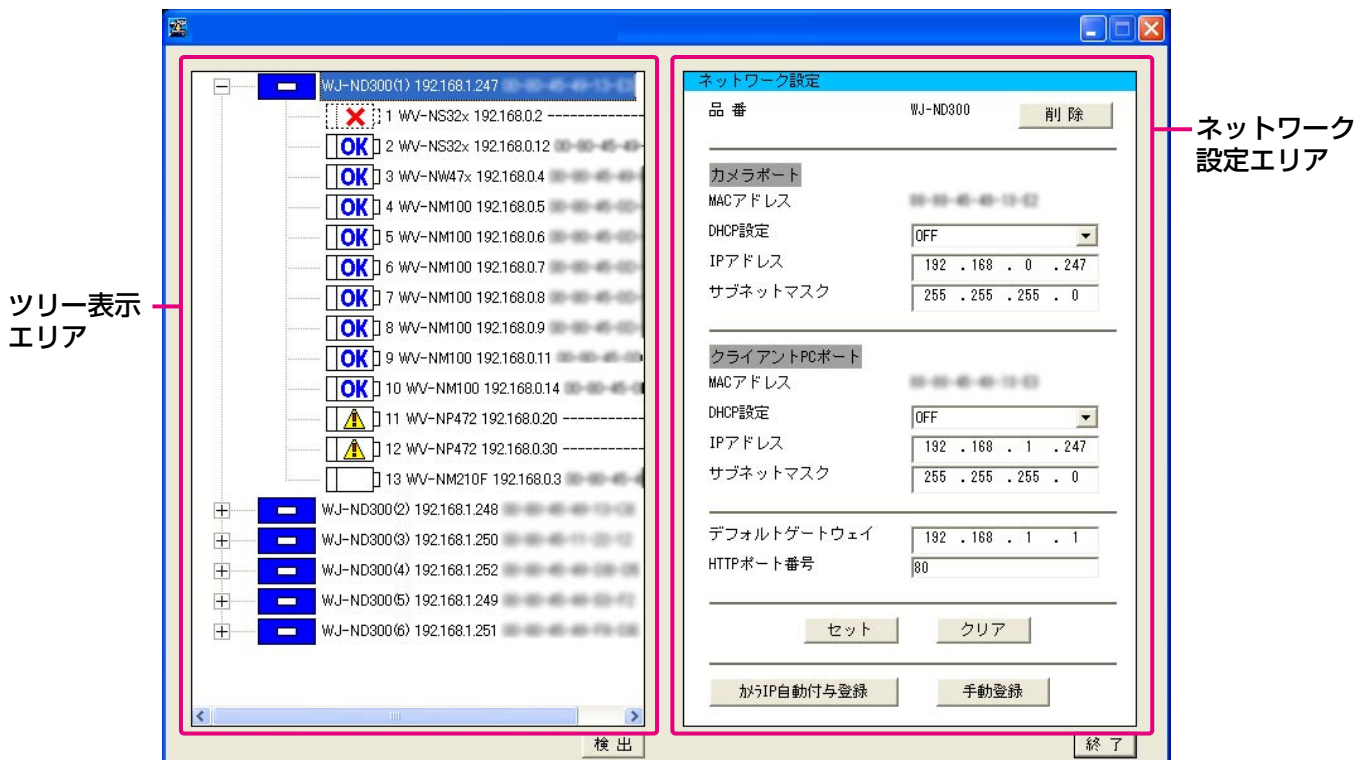 ツリー表示
エリア
WJ-ND300(1) 192.168.1.247
1 WV-NS32x 192.168.0.2 ------------
OK 2 WV-NS32x 192.168.0.12
OK 3 WV-NW47x 192.168.0.4
OK 4 WV-NM100 192.168.0.5
OK 5 WV-NM100 192.168.0.6
OK 6 WV-NM100 192.168.0.7
OK 7 WV-NM100 192.168.0.8
OK 8 WV-NM100 192.168.0.9
OK 9 WV-NM100 192.168.0.11
OK 10 WV-NM100 192.168.0.14
11 WV-NP472 192.168.0.20 ----------
12 WV-NP472 192.168.0.30 ----------
13 WV-NM210F 192.168.0.3
WJ-ND300(2) 192.168.1.248
WJ-ND300(3) 192.168.1.250
WJ-ND300(4) 192.168.1.252
WJ-ND300(5) 192.168.1.249
WJ-ND300(6) 192.168.1.251
検 出
ネットワーク設定
品 番 WJ-ND300 削 除
カメラポート
MACアドレス
DHCP設定 OFF
IPアドレス 192 . 168 . 0 . 247
サブネットマスク 255 . 255 . 255 . 0
クライアントPCポート
MACアドレス
DHCP設定 OFF
IPアドレス 192 . 168 . 1 . 247
サブネットマスク 255 . 255 . 255 . 0
デフォルトゲートウェイ 192 . 168 . 1 . 1
HTTPポート番号 80
セット クリア
ｶﾒﾗIP自動付与登録 手動登録
終 了
ネットワーク
設定エリア